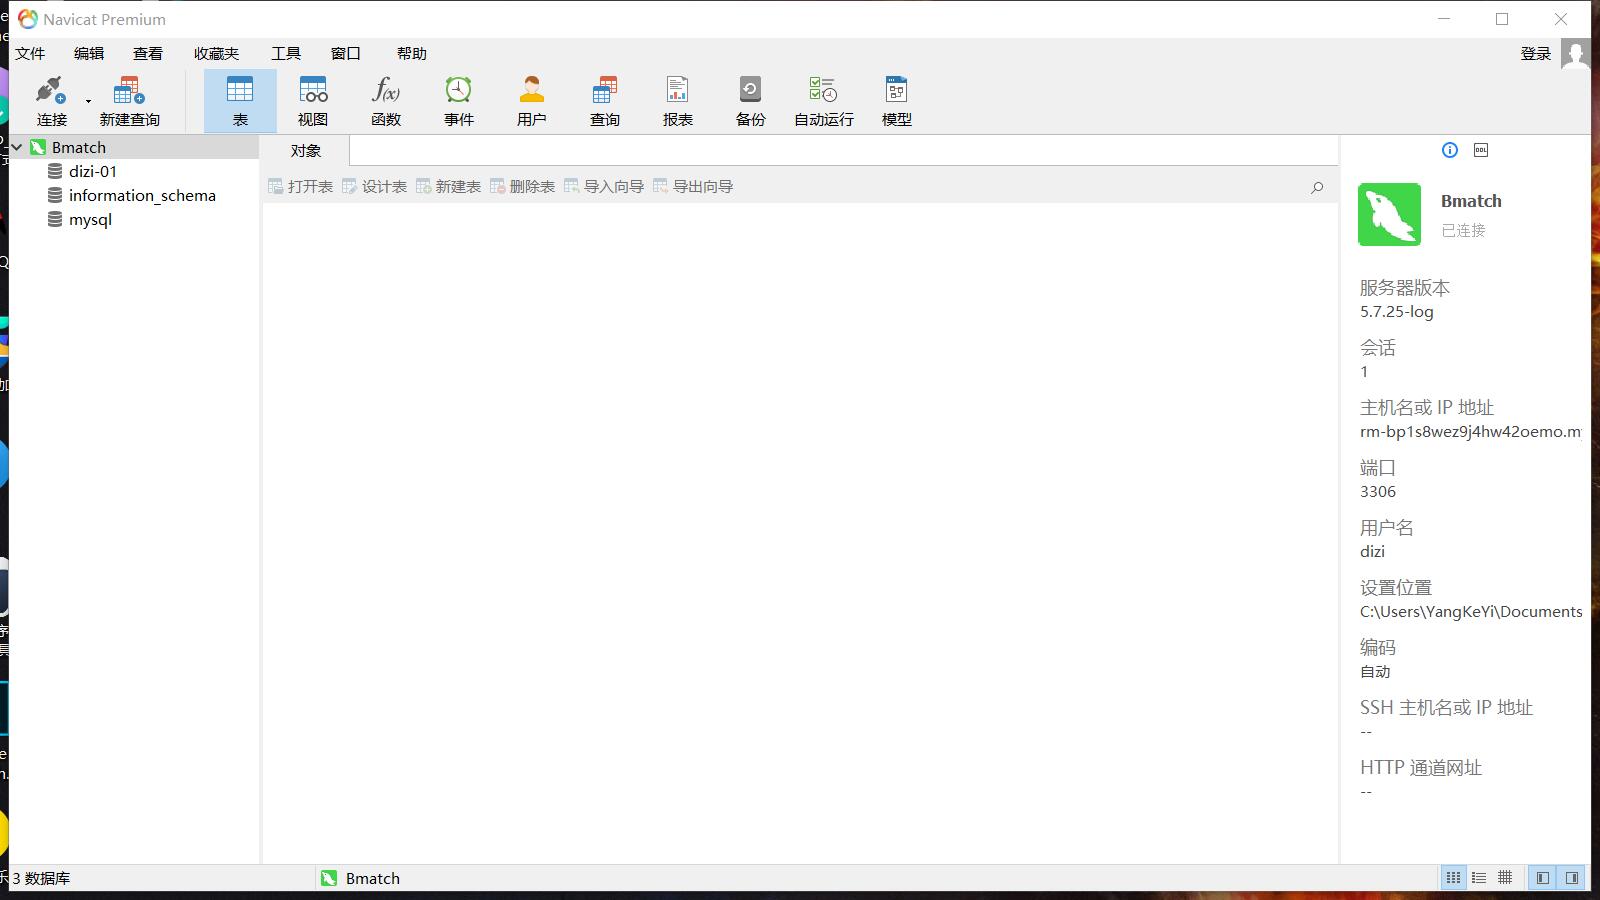 Navicat Premium
文件 编辑 查看 收藏夹 工具 窗口 帮助 登录
连接 新建查询 表 视图 函数 事件 用户 查询 报表 备份 自动运行 模型
Bmatch
dizi-01
information_schema
mysql
对象
打开表 设计表 新建表 删除表 导入向导 导出向导
Bmatch
已连接
服务器版本
5.7.25-log
会话
1
主机名或 IP 地址
rm-bp1s8wez9j4hw42oemo.m
端口
3306
用户名
dizi
设置位置
C:\Users\YangKeYi\Documents
编码
自动
SSH 主机名或 IP 地址
--
HTTP 通道网址
--
3 数据库 Bmatch